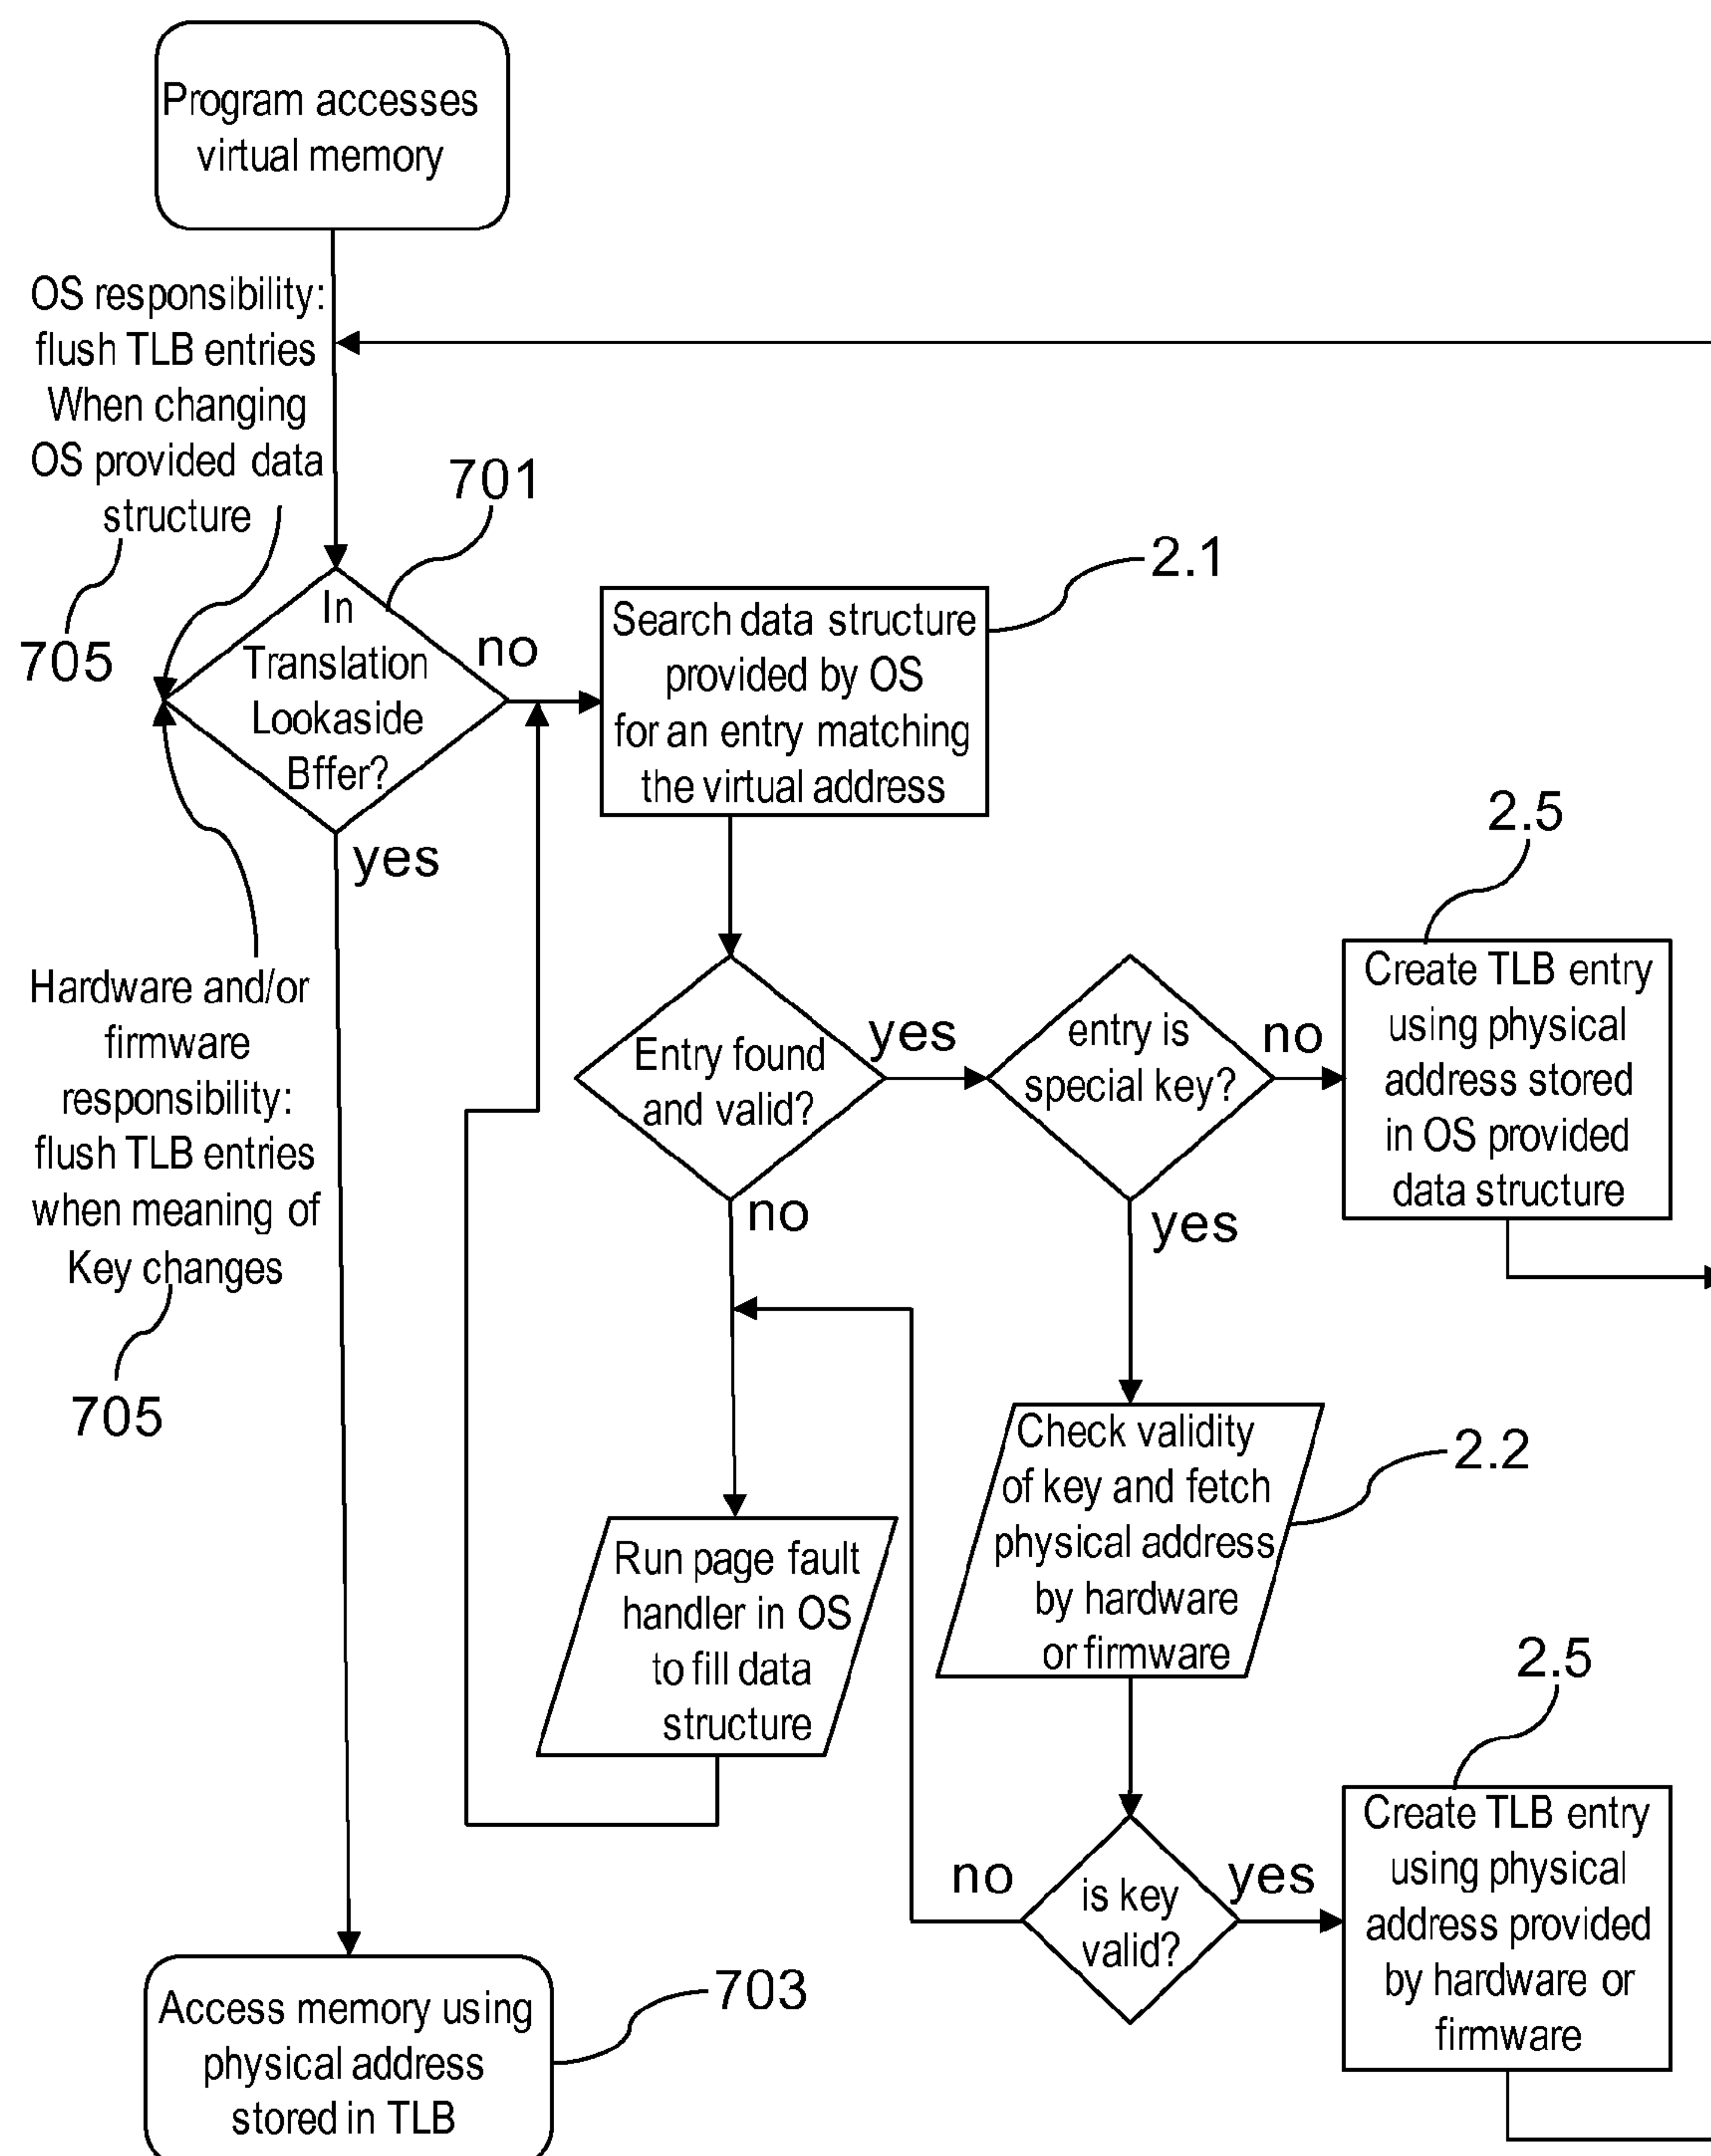 Program accesses
virtual memory
OS responsibility:
flush TLB entries
When changing
OS provided data
structure
705
701
In
Translation
Lookaside
Bffer?
no
yes
2.1
Search data structure
provided by OS
for an entry matching
the virtual address
Hardware and/or
firmware
responsibility:
flush TLB entries
when meaning of
Key changes
705
Entry found
and valid?
yes
no
entry is
special key?
no
yes
2.5
Create TLB entry
using physical
address stored
in OS provided
data structure
Run page fault
handler in OS
to fill data
structure
Check validity
of key and fetch
physical address
by hardware
or firmware
2.2
is key
valid?
no
yes
2.5
Create TLB entry
using physical
address provided
by hardware or
firmware
Access memory using
physical address
stored in TLB
703